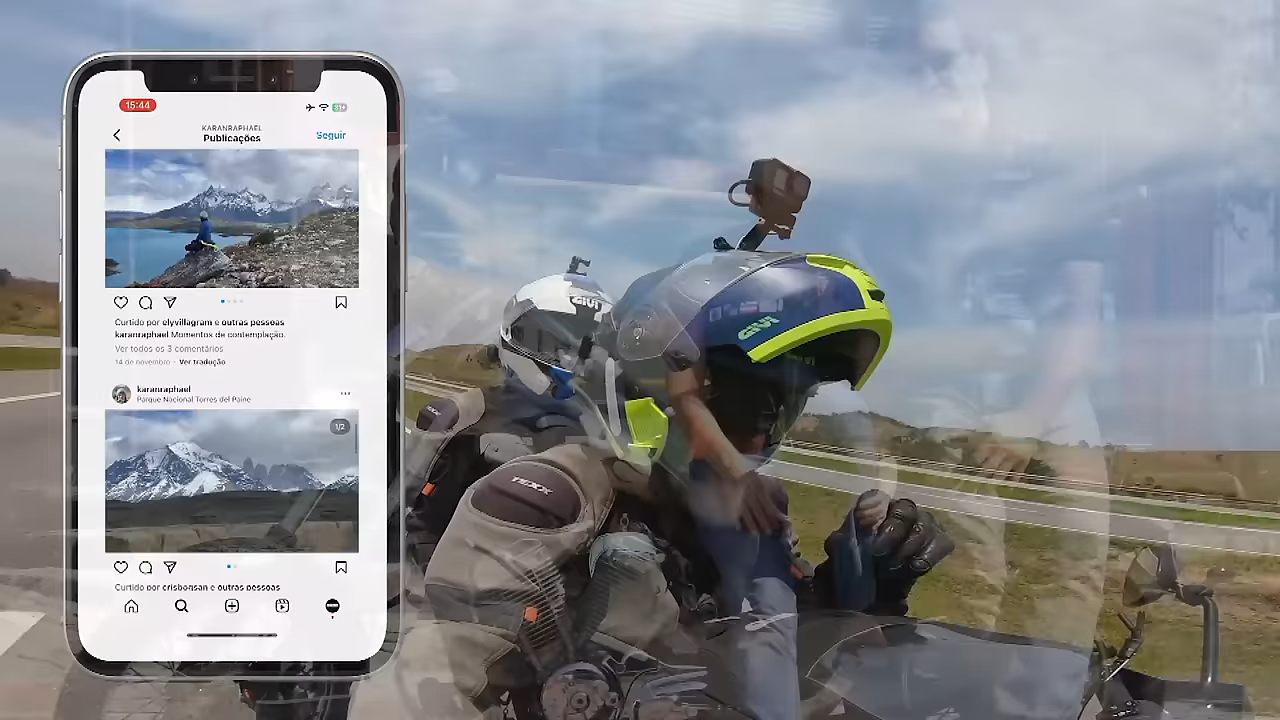 15:44
KARANRAPHAEL
Publicações
Seguir
Curtido por elyvillagram e outras pessoas
karanraphael Momentos de contemplação.
Ver todos os 3 comentários
14 de novembro · Ver tradução
karanraphael
Parque Nacional Torres del Paine
1/2
Curtido por crisbonsan e outras pessoas
GIVI
GIVI
TEXX